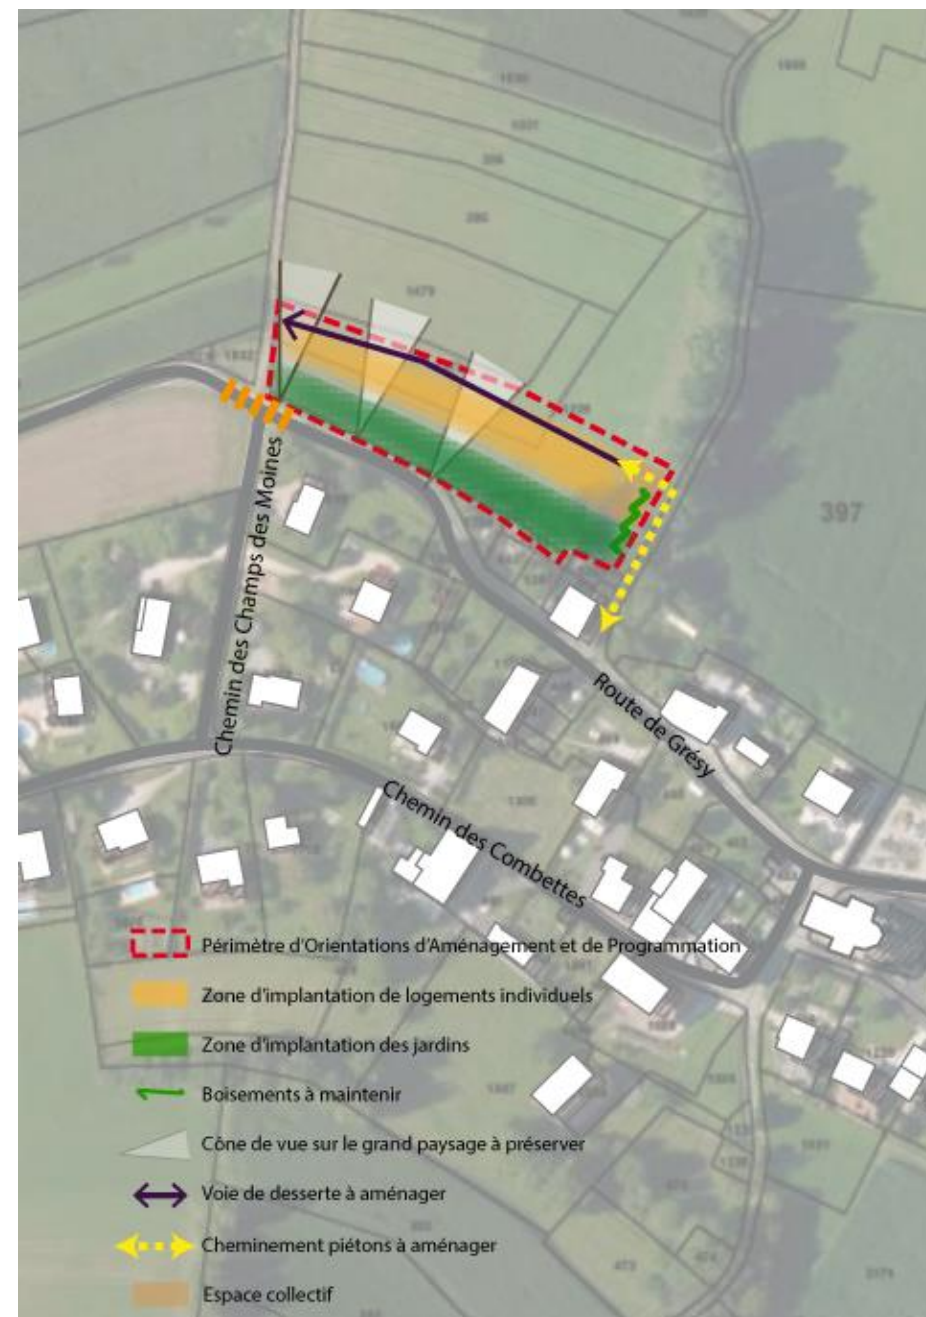 1479
397
Chemin des Champs des Moines
Route de Grésy
Chemin des Combettes
Périmètre d'Orientations d'Aménagement et de Programmation
Zone d'implantation de logements individuels
Zone d'implantation des jardins
Boisements à maintenir
Cône de vue sur le grand paysage à préserver
Voie de desserte à aménager
Cheminement piétons à aménager
Espace collectif